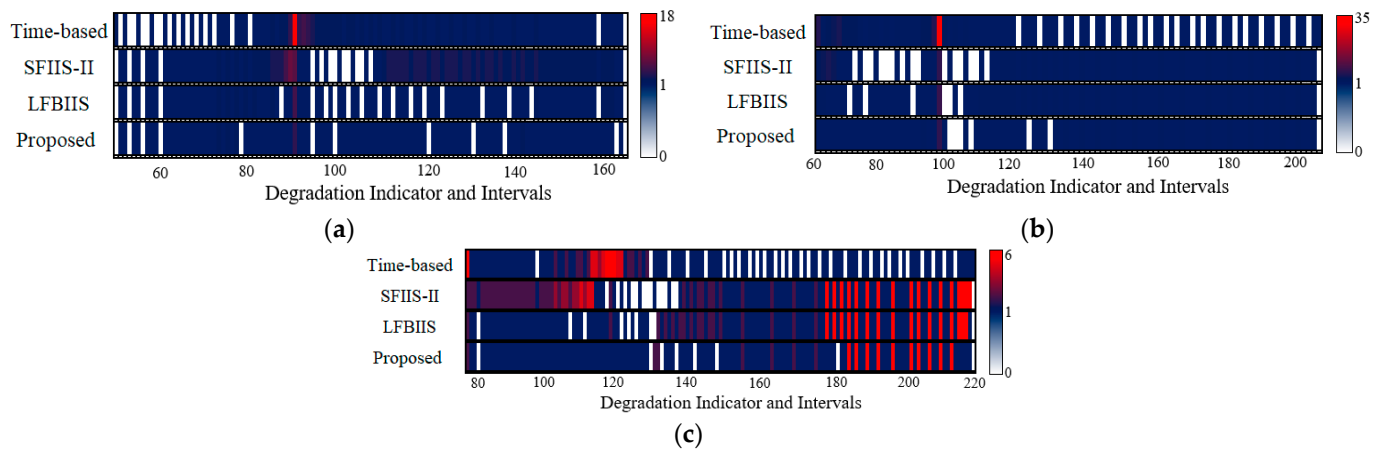 Time-based
SFIIS-II
LFBIIS
Proposed
18
1
0
60 80 100 120 140 160
Degradation Indicator and Intervals
(a)
Time-based
SFIIS-II
LFBIIS
Proposed
35
1
0
60 80 100 120 140 160 180 200
Degradation Indicator and Intervals
(b)
Time-based
SFIIS-II
LFBIIS
Proposed
6
1
0
80 100 120 140 160 180 200 220
Degradation Indicator and Intervals
(c)